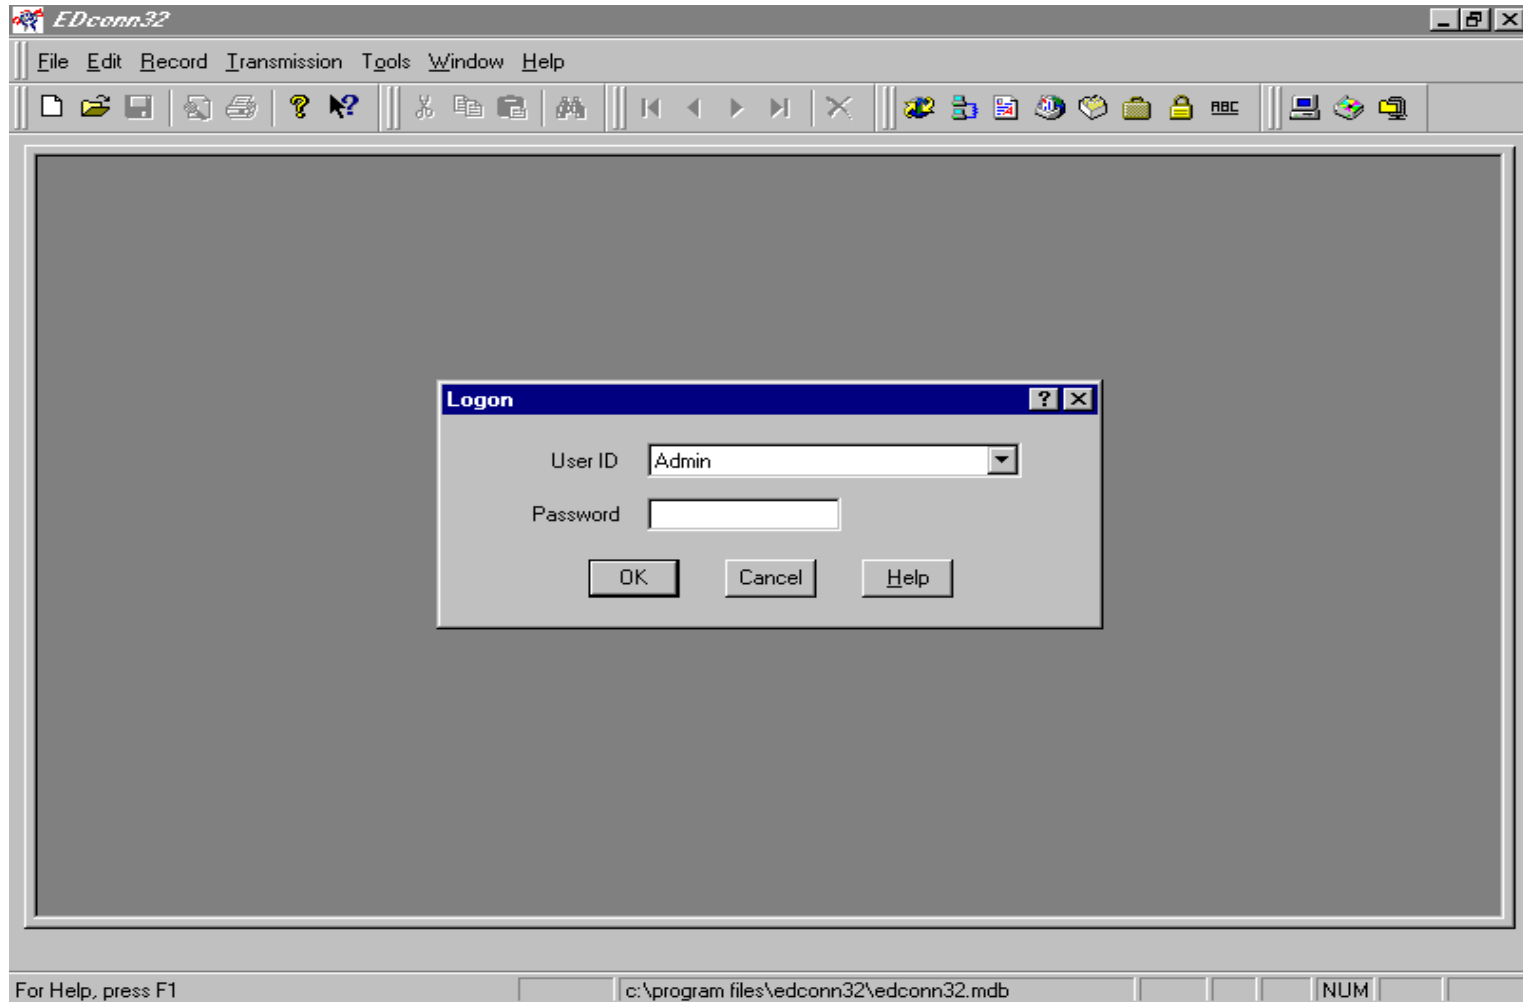 EDconn32
File Edit Record Transmission Tools Window Help
ABC
Logon
User ID Admin
Password
OK Cancel Help
For Help, press F1 c:\program files\edconn32\edconn32.mdb NUM